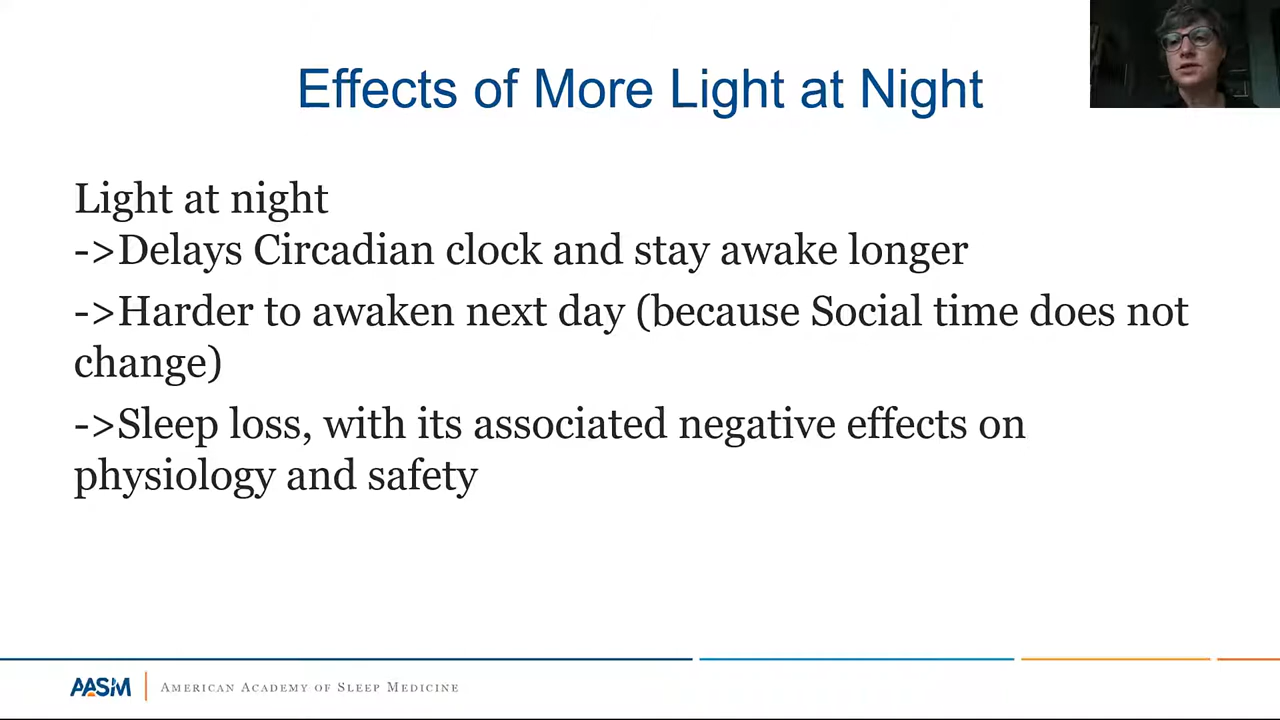 Effects of More Light at Night
Light at night
->Delays Circadian clock and stay awake longer
->Harder to awaken next day (because Social time does not
change)
->Sleep loss, with its associated negative effects on
physiology and safety
AASM
AMERICAN ACADEMY OF SLEEP MEDICINE